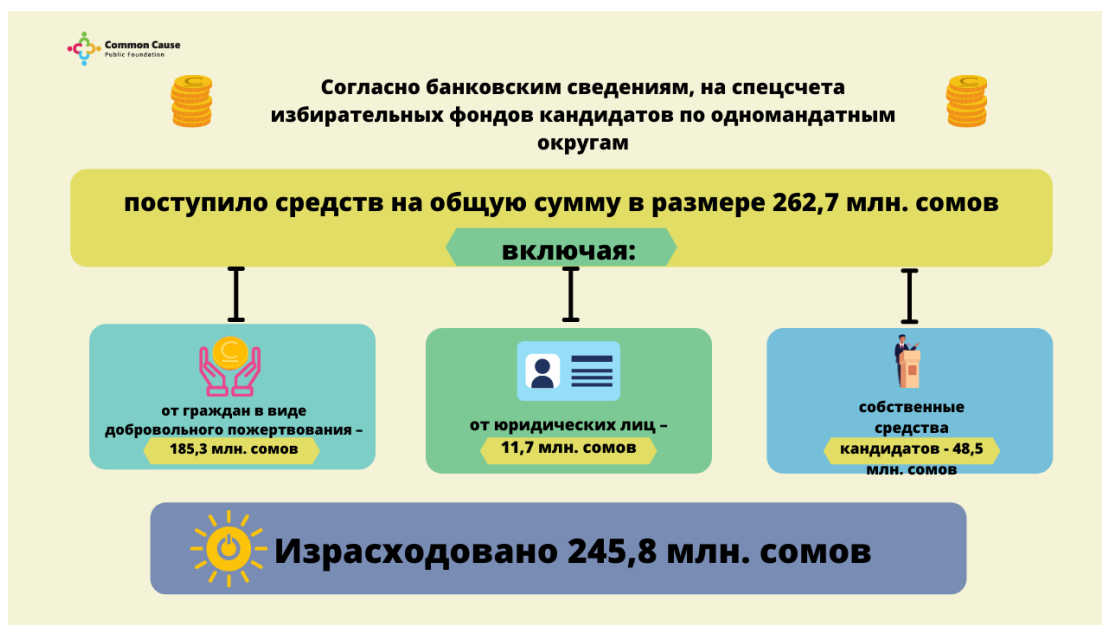 Common Cause
Public Foundation
Согласно банковским сведениям, на спецсчета
избирательных фондов кандидатов по одномандатным
округам
поступило средств на общую сумму в размере 262,7 млн. сомов
включая:
от граждан в виде
добровольного пожертвования –
185,3 млн. сомов
от юридических лиц –
11,7 млн. сомов
собственные
средства
кандидатов - 48,5
млн. сомов
Израсходовано 245,8 млн. сомов